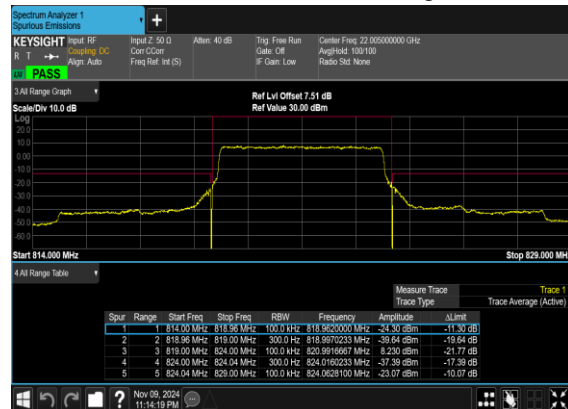 Spectrum Analyzer 1
Spurious Emissions
+
KEYSIGHT Input: RF Input Z: 50 Ω Atten: 40 dB Trig: Free Run Center Freq: 22.005000000 GHz
R T Coupling: DC Corr CCorr Gate: Off Avg|Hold: 100/100
Align: Auto Freq Ref: Int (S) IF Gain: Low Radio Std: None
PASS
3 All Range Graph Ref Lvl Offset 7.51 dB
Scale/Div 10.0 dB Ref Value 30.00 dBm
Log
20.0
10.0
0.00
-10.0
-20.0
-30.0
-40.0
-50.0
-60.0
Start 814.000 MHz Stop 829.000 MH
4 All Range Table
Measure Trace Trace 1
Trace Type Trace Average (Active)
Spur Range Start Freq Stop Freq RBW Frequency Amplitude ΔLimit
1 1 814.00 MHz 818.96 MHz 100.0 kHz 818.9620000 MHz -24.30 dBm -11.30 dB
2 2 818.96 MHz 819.00 MHz 300.0 Hz 818.9970233 MHz -39.64 dBm -19.64 dB
3 3 819.00 MHz 824.00 MHz 100.0 kHz 820.9916667 MHz 8.230 dBm -21.77 dB
4 4 824.00 MHz 824.04 MHz 300.0 Hz 824.0160233 MHz -37.39 dBm -17.39 dB
5 5 824.04 MHz 829.00 MHz 100.0 kHz 824.0628100 MHz -23.07 dBm -10.07 dB
? Nov 09, 2024
11:14:19 PM